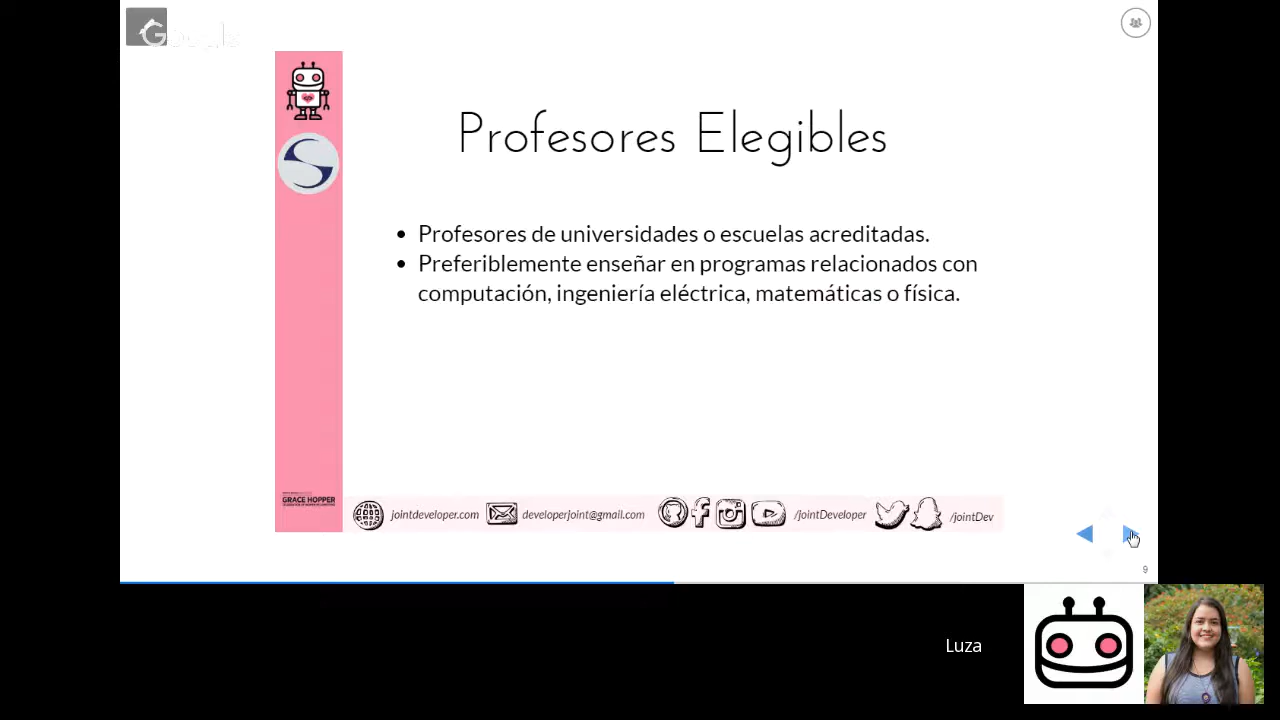 Profesores Elegibles
Profesores de universidades o escuelas acreditadas.
Preferiblemente enseñar en programas relacionados con
computación, ingeniería eléctrica, matemáticas o física.
GRACE HOPPER
jointdeveloper.com developerjoint@gmail.com /jointDeveloper /jointDev
9
Luza